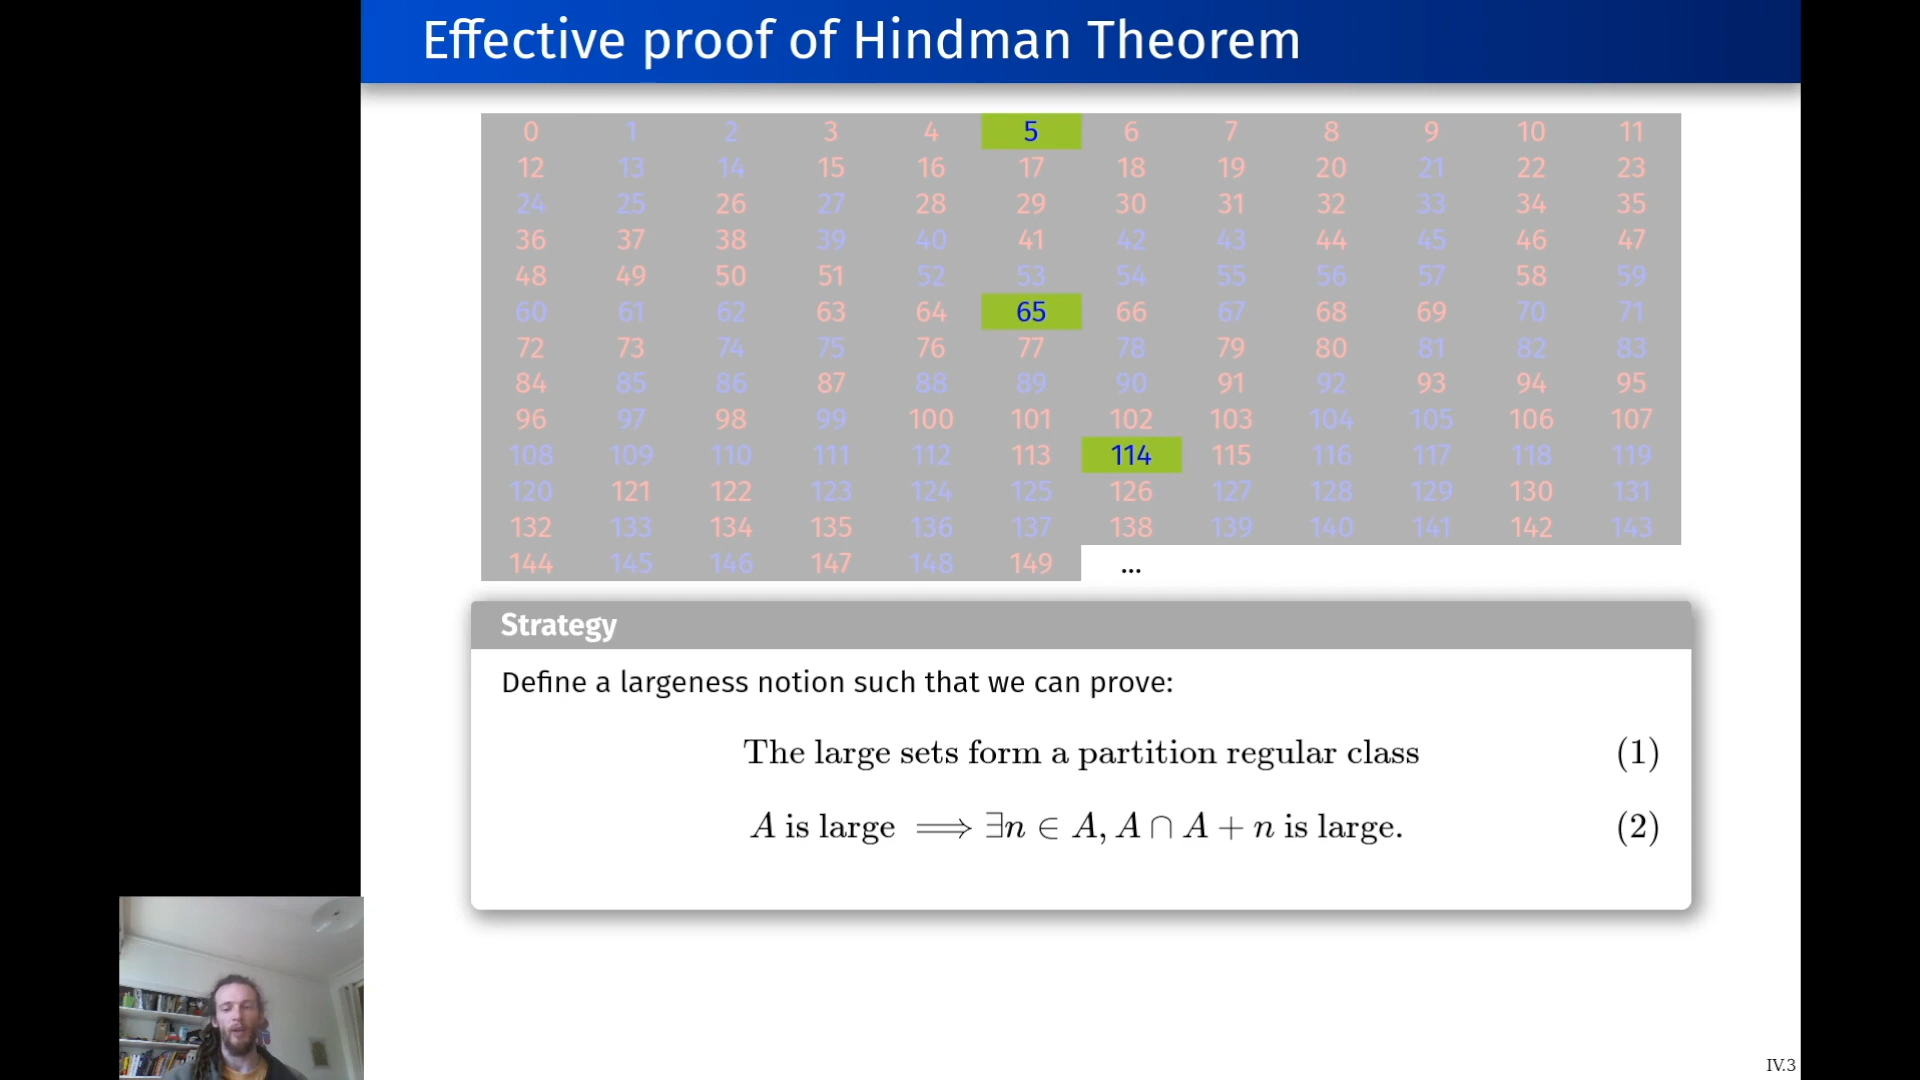 Effective proof of Hindman Theorem
0 1 2 3 4 5 6 7 8 9 10 11
12 13 14 15 16 17 18 19 20 21 22 23
24 25 26 27 28 29 30 31 32 33 34 35
36 37 38 39 40 41 42 43 44 45 46 47
48 49 50 51 52 53 54 55 56 57 58 59
60 61 62 63 64 65 66 67 68 69 70 71
72 73 74 75 76 77 78 79 80 81 82 83
84 85 86 87 88 89 90 91 92 93 94 95
96 97 98 99 100 101 102 103 104 105 106 107
108 109 110 111 112 113 114 115 116 117 118 119
120 121 122 123 124 125 126 127 128 129 130 131
132 133 134 135 136 137 138 139 140 141 142 143
144 145 146 147 148 149 ...
Strategy
Define a largeness notion such that we can prove:
The large sets form a partition regular class (1)
A is large ⟹ ∃n ∈ A, A ∩ A + n is large. (2)
IV.3